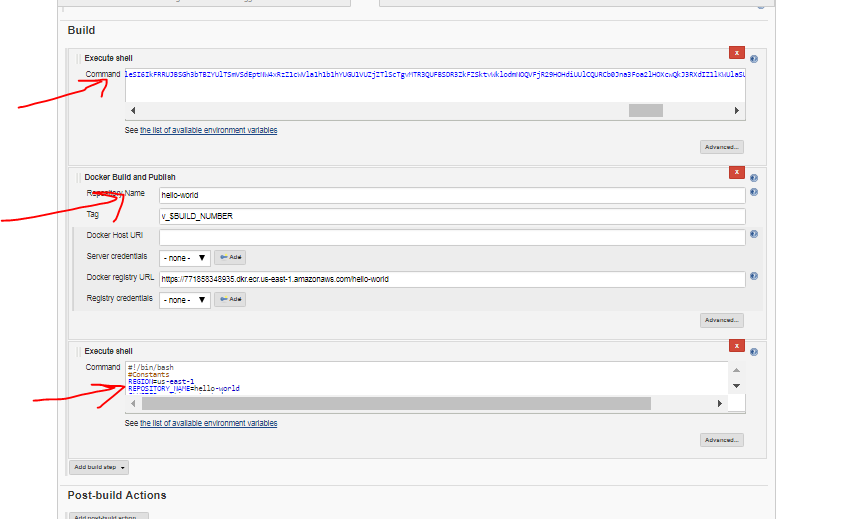 Build
Execute shell
Command
See the list of available environment variables
Advanced...
Docker Build and Publish
Repository Name hello-world
Tag v_$BUILD_NUMBER
Docker Host URI
Server credentials - none - Add
Docker registry URL https://771858348935.dkr.ecr.us-east-1.amazonaws.com/hello-world
Registry credentials - none - Add
Advanced...
Execute shell
Command #!/bin/bash
#Constants
REGION=us-east-1
REPOSITORY_NAME=hello-world
See the list of available environment variables
Advanced...
Add build step
Post-build Actions
Add post-build action